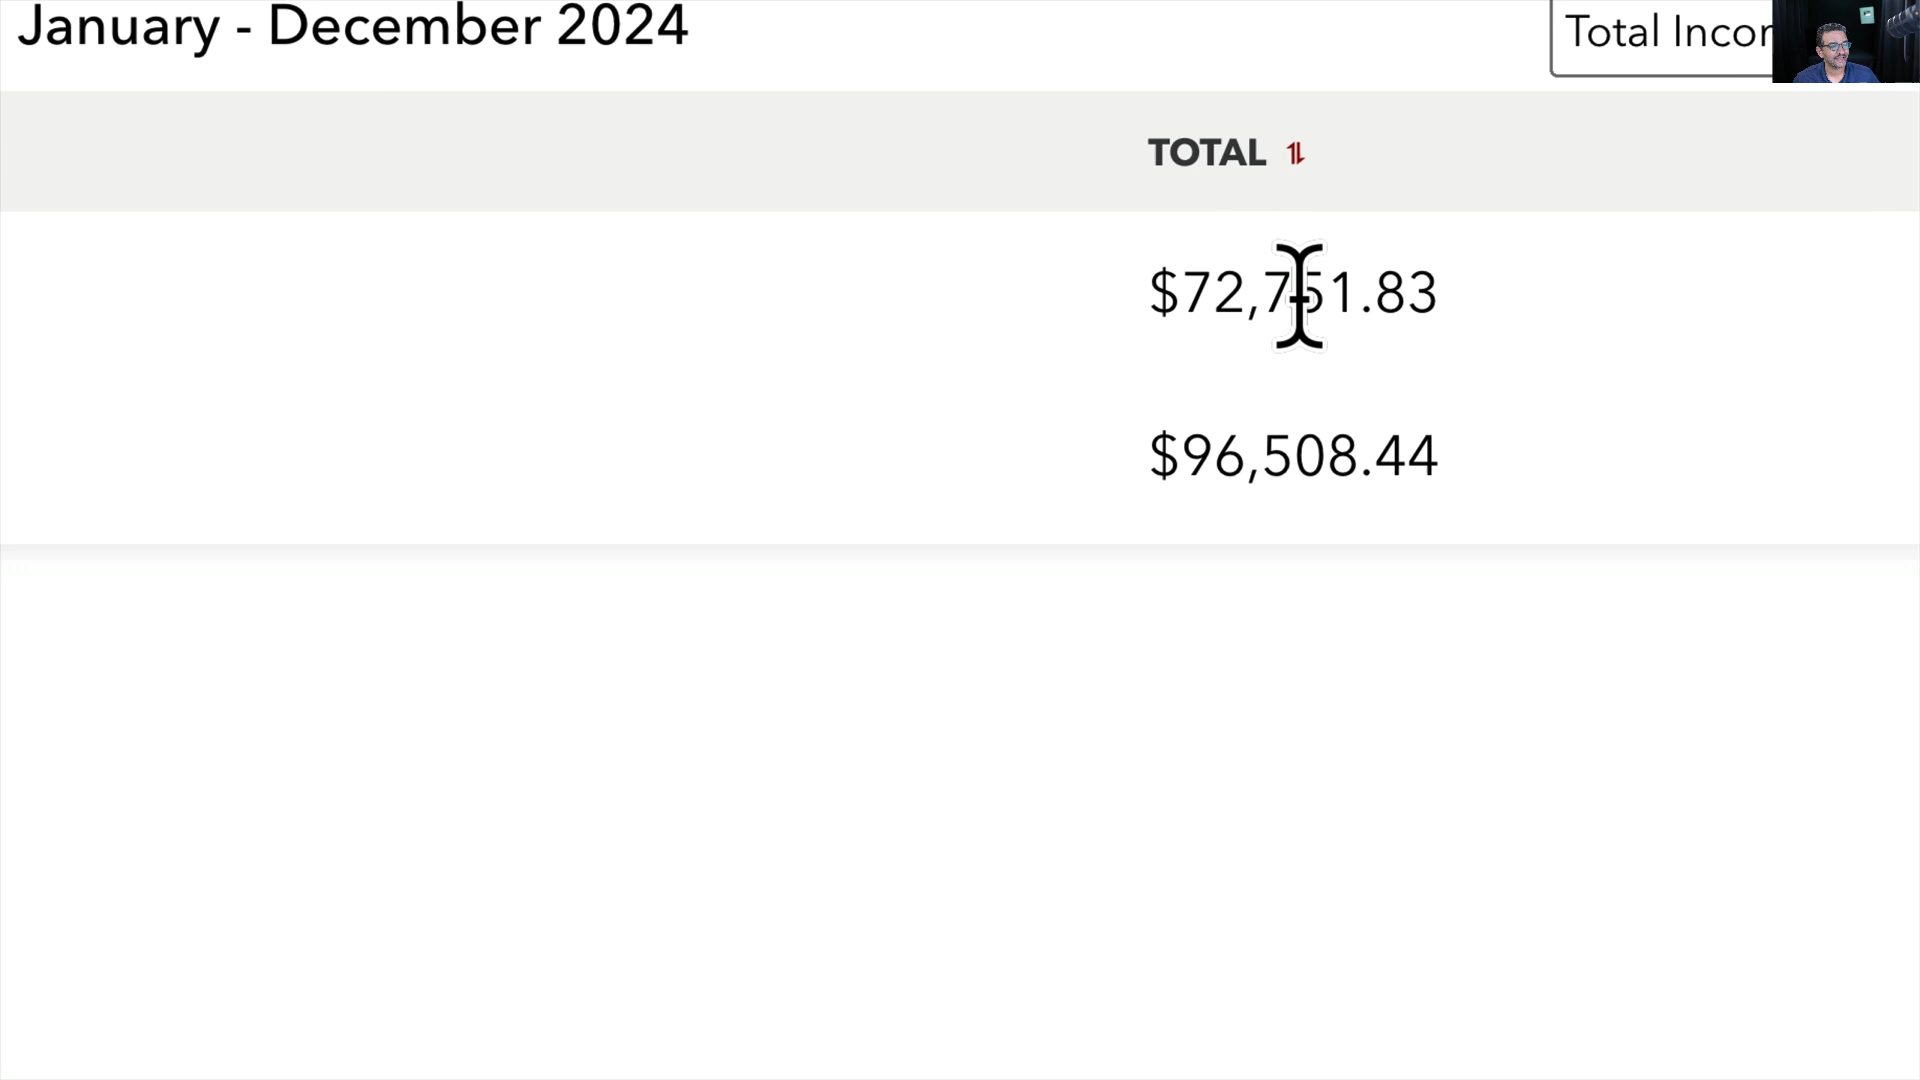 January - December 2024
Total Incor
TOTAL
$72,751.83
$96,508.44